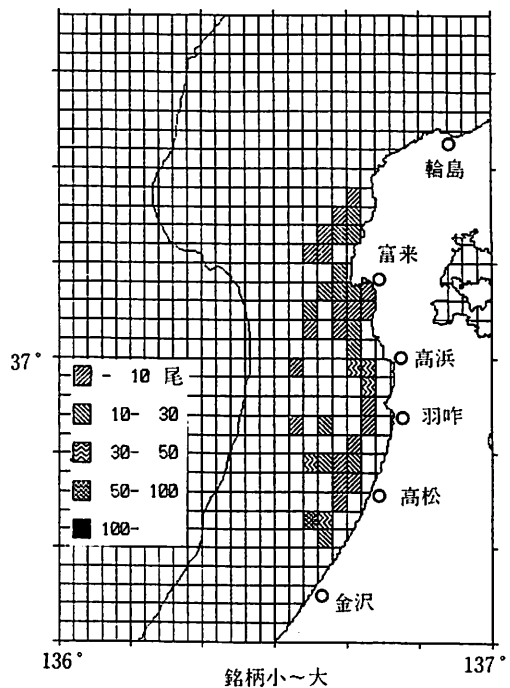 輪島
富来
37°
高浜
- 10 尾
10- 30
羽咋
30- 50
50- 100
高松
100-
金沢
136°
137°
銘柄小〜大